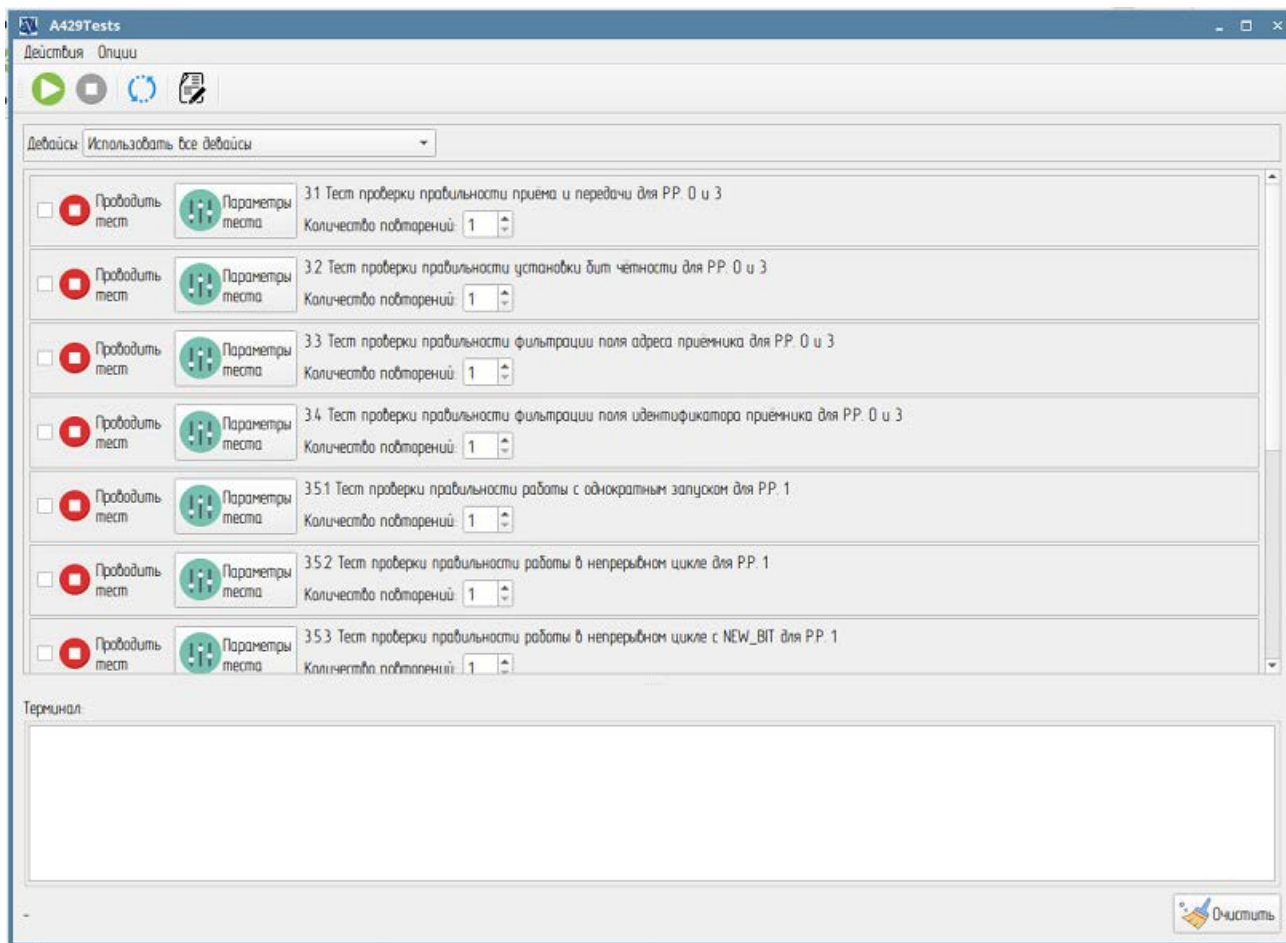 A429Tests
Действия Опции
Девайсы: Использовать все девайсы
Проводить тест
Параметры теста
3.1 Тест проверки правильности приёма и передачи для Р.Р. 0 и 3
Количество повторений: 1
Проводить тест
Параметры теста
3.2 Тест проверки правильности установки бит чётности для Р.Р. 0 и 3
Количество повторений: 1
Проводить тест
Параметры теста
3.3 Тест проверки правильности фильтрации поля адреса приёмника для Р.Р. 0 и 3
Количество повторений: 1
Проводить тест
Параметры теста
3.4 Тест проверки правильности фильтрации поля идентификатора приёмника для Р.Р. 0 и 3
Количество повторений: 1
Проводить тест
Параметры теста
3.5.1 Тест проверки правильности работы с однократным запуском для Р.Р. 1
Количество повторений: 1
Проводить тест
Параметры теста
3.5.2 Тест проверки правильности работы в непрерывном цикле для Р.Р. 1
Количество повторений: 1
Проводить тест
Параметры теста
3.5.3 Тест проверки правильности работы в непрерывном цикле с NEW_BIT для Р.Р. 1
Количество повторений: 1
Терминал:
-
Очистить